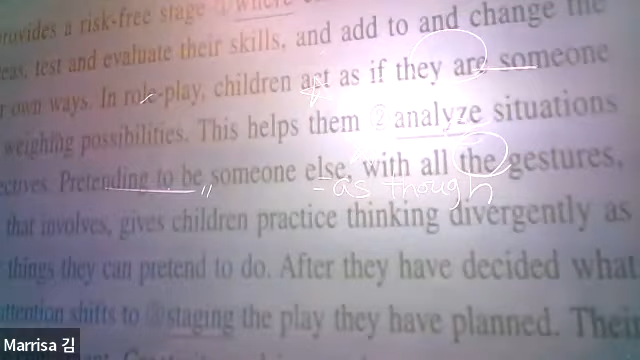 provides a risk-free stage ① where
eas, test and evaluate their skills, and add to and change the
r own ways. In role-play, children act as if they are someone
weighing possibilities. This helps them ② analyze situations
ectives. Pretending to be someone else, with all the gestures,
= as though
that involves, gives children practice thinking divergently as
things they can pretend to do. After they have decided what
attention shifts to staging the play they have planned. Their
Marrisa 김